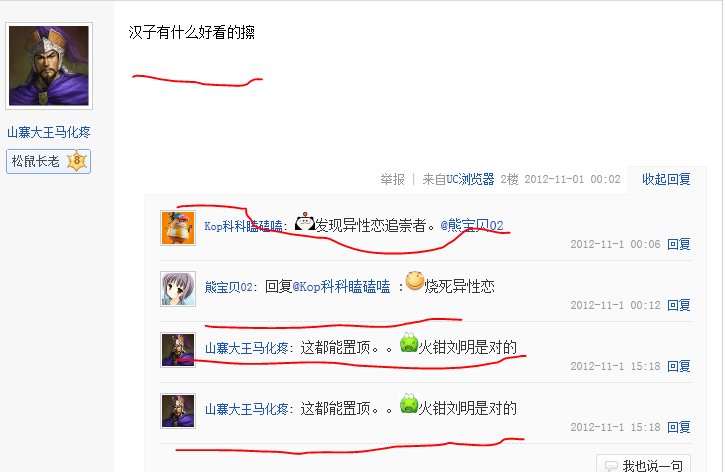 汉子有什么好看的擦
山寨大王马化疼
松鼠长老 8
举报 | 来自UC浏览器 2楼 2012-11-01 00:02 收起回复
Kop科科瞌磕嗑: 发现异性恋追崇者。@熊宝贝02
2012-11-1 00:06 回复
熊宝贝02: 回复@Kop科科瞌磕嗑 : 烧死异性恋
2012-11-1 00:12 回复
山寨大王马化疼: 这都能置顶。。火钳刘明是对的
2012-11-1 15:18 回复
山寨大王马化疼: 这都能置顶。。火钳刘明是对的
2012-11-1 15:18 回复
我也说一句